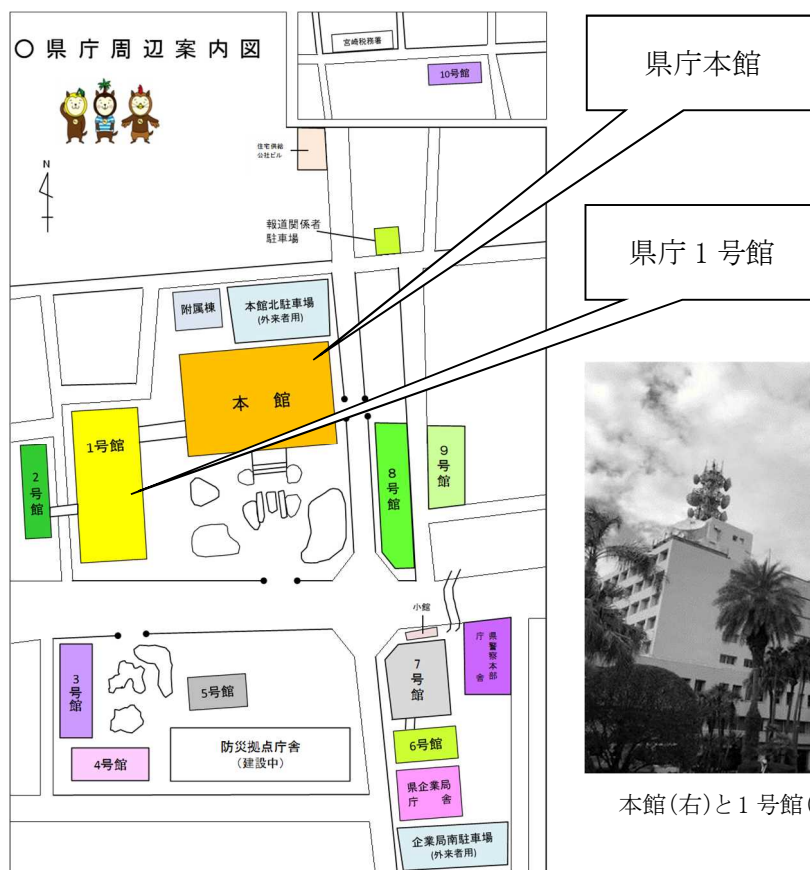 〇県庁周辺案内図
宮崎税務署
10号館
県庁本館
住宅供給
公社ビル
N
報道関係者
駐車場
県庁1号館
附属棟
本館北駐車場
(外来者用)
本館
1号館
2号館
8号館
9号館
小館
県警察本部
庁舎
3号館
5号館
7号館
4号館
防災拠点庁舎
(建設中)
6号館
県企業局
庁舎
企業局南駐車場
(外来者用)
本館(右)と1号館(